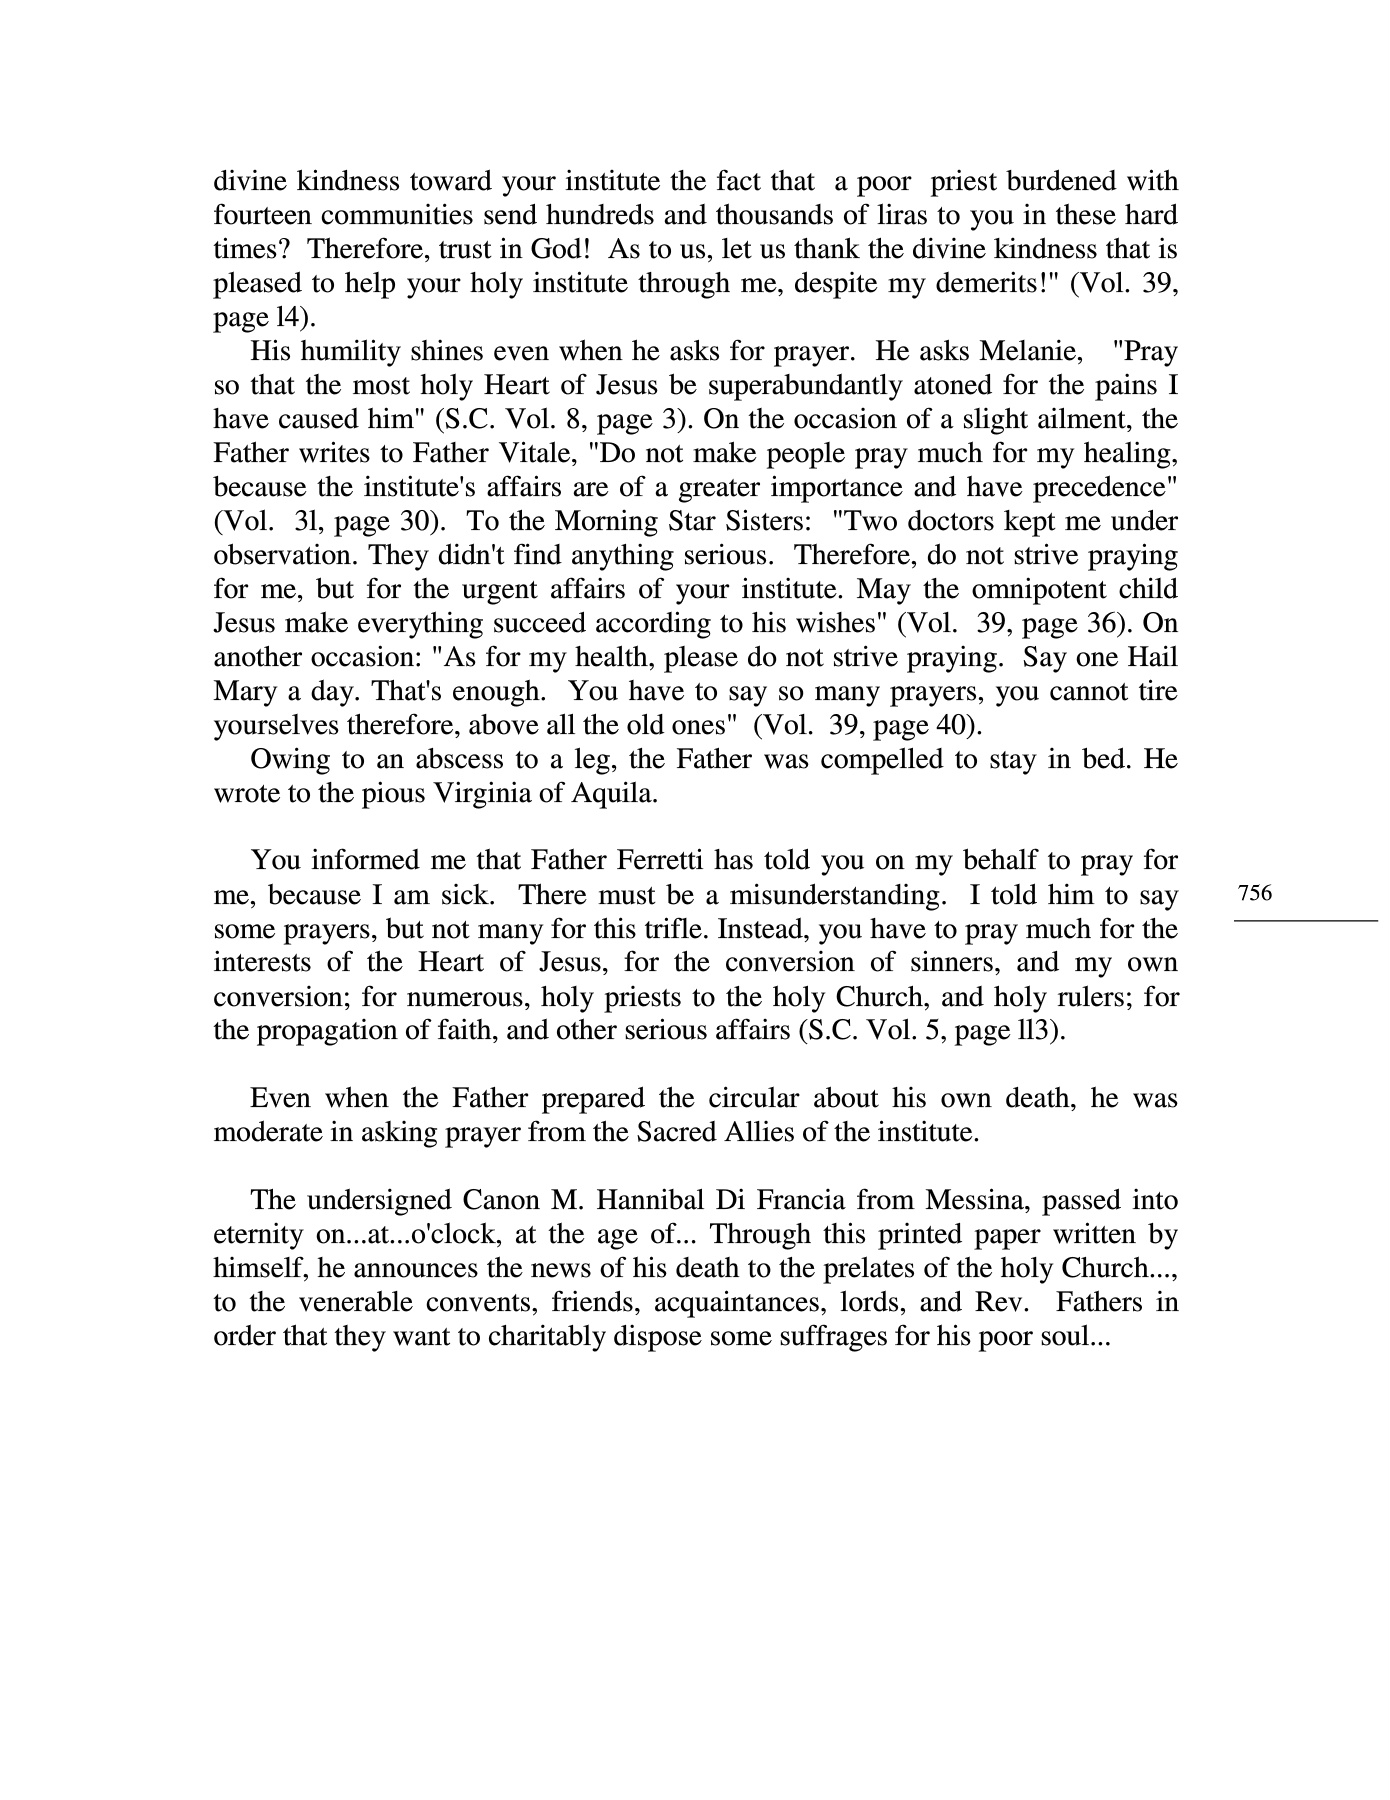 divine kindness toward your institute the fact that  a poor  priest burdened with
fourteen communities send hundreds and thousands of liras to you in these hard
times?  Therefore, trust in God!  As to us, let us thank the divine kindness that is
pleased to help your holy institute through me, despite my demerits!" (Vol. 39,
page l4).
His humility shines even when he asks for prayer.  He asks Melanie,  "Pray
so that the most holy Heart of Jesus be superabundantly atoned for the pains I
have caused him" (S.C. Vol. 8, page 3). On the occasion of a slight ailment, the
Father writes to Father Vitale, "Do not make people pray much for my healing,
because the institute's affairs are of a greater importance and have precedence"
(Vol.  3l, page 30).  To the Morning Star Sisters:  "Two doctors kept me under
observation. They didn't find anything serious.  Therefore, do not strive praying
for me, but for the urgent affairs of your institute. May the omnipotent child
Jesus make everything succeed according to his wishes" (Vol.  39, page 36). On
another occasion: "As for my health, please do not strive praying.  Say one Hail
Mary a day. That's enough.  You have to say so many prayers, you cannot tire
yourselves therefore, above all the old ones"  (Vol.  39, page 40).
Owing to an abscess to a leg, the Father was compelled to stay in bed. He
wrote to the pious Virginia of Aquila.
You informed me that Father Ferretti has told you on my behalf to pray for
me, because I am sick.  There must be a misunderstanding.  I told him to say
some prayers, but not many for this trifle. Instead, you have to pray much for the
interests of the Heart of Jesus, for the conversion of sinners, and my own
conversion; for numerous, holy priests to the holy Church, and holy rulers; for
the propagation of faith, and other serious affairs (S.C. Vol. 5, page ll3).
756
Even when the Father prepared the circular about his own death, he was
moderate in asking prayer from the Sacred Allies of the institute.
The undersigned Canon M. Hannibal Di Francia from Messina, passed into
eternity on...at...o'clock, at the age of... Through this printed paper written by
himself, he announces the news of his death to the prelates of the holy Church...,
to the venerable convents, friends, acquaintances, lords, and Rev.  Fathers in
order that they want to charitably dispose some suffrages for his poor soul...